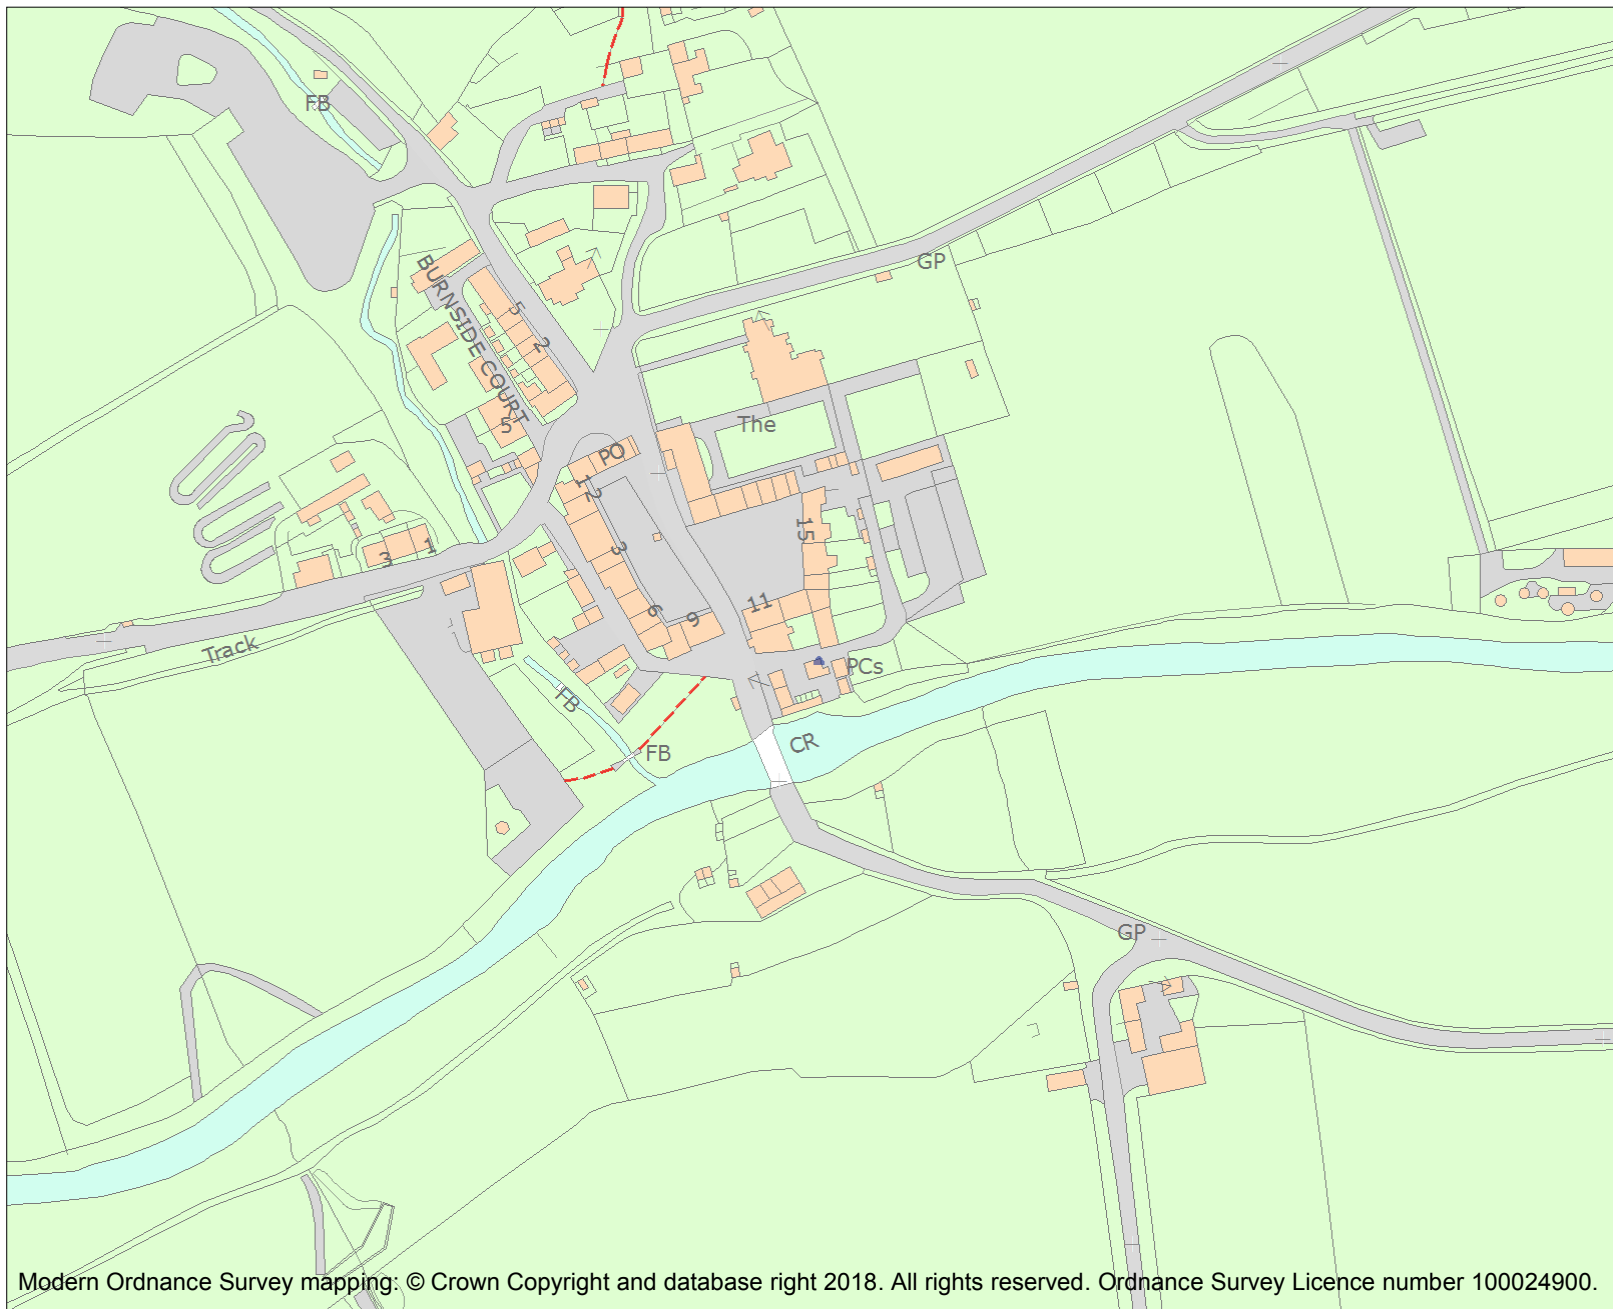 FB
GP
BURNSIDE COURT
5
2
5
The
PO
1
2
3
15
1
3
6
9
11
Track
PCs
FB
FB
CR
GP
Modern Ordnance Survey mapping: © Crown Copyright and database right 2018. All rights reserved. Ordnance Survey Licence number 100024900.